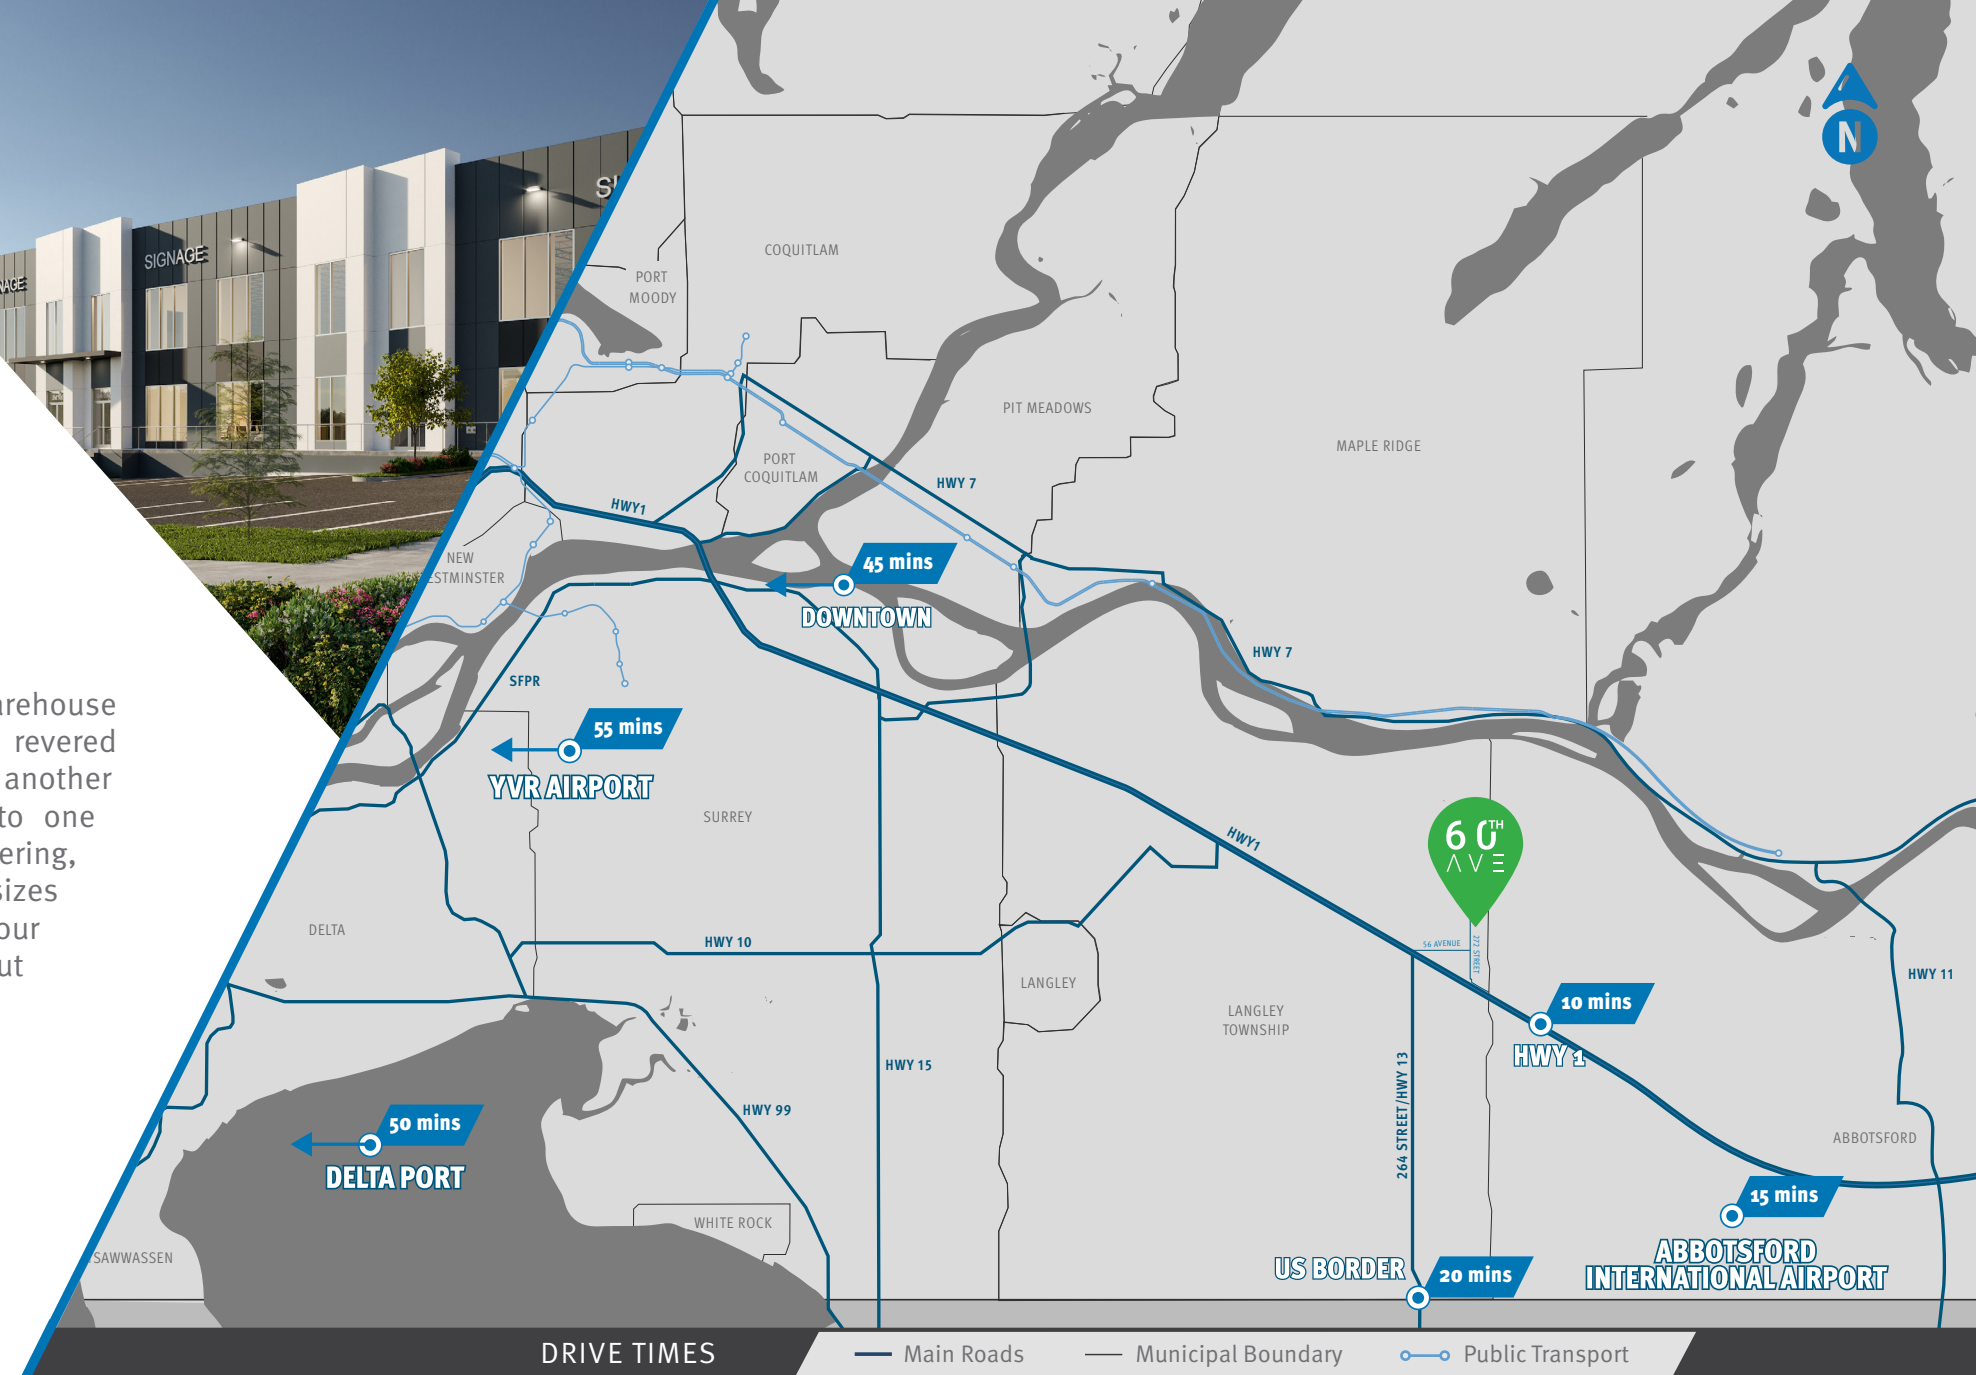 SIGNAGE
arehouse
revered
another
to one
ering,
sizes
our
ut
N
COQUITLAM
PORT
MOODY
PIT MEADOWS
MAPLE RIDGE
PORT
COQUITLAM
HWY 7
HWY1
NEW
ESTMINSTER
45 mins
DOWNTOWN
HWY 7
SFPR
55 mins
YVR AIRPORT
SURREY
HWY1
60TH
AVE
DELTA
HWY 10
56 AVENUE
272 STREET
HWY 11
LANGLEY
10 mins
HWY 1
LANGLEY
TOWNSHIP
HWY 15
264 STREET/HWY 13
HWY 99
50 mins
DELTA PORT
ABBOTSFORD
15 mins
ABBOTSFORD
INTERNATIONAL AIRPORT
WHITE ROCK
SAWWASSEN
US BORDER
20 mins
DRIVE TIMES
Main Roads
Municipal Boundary
Public Transport